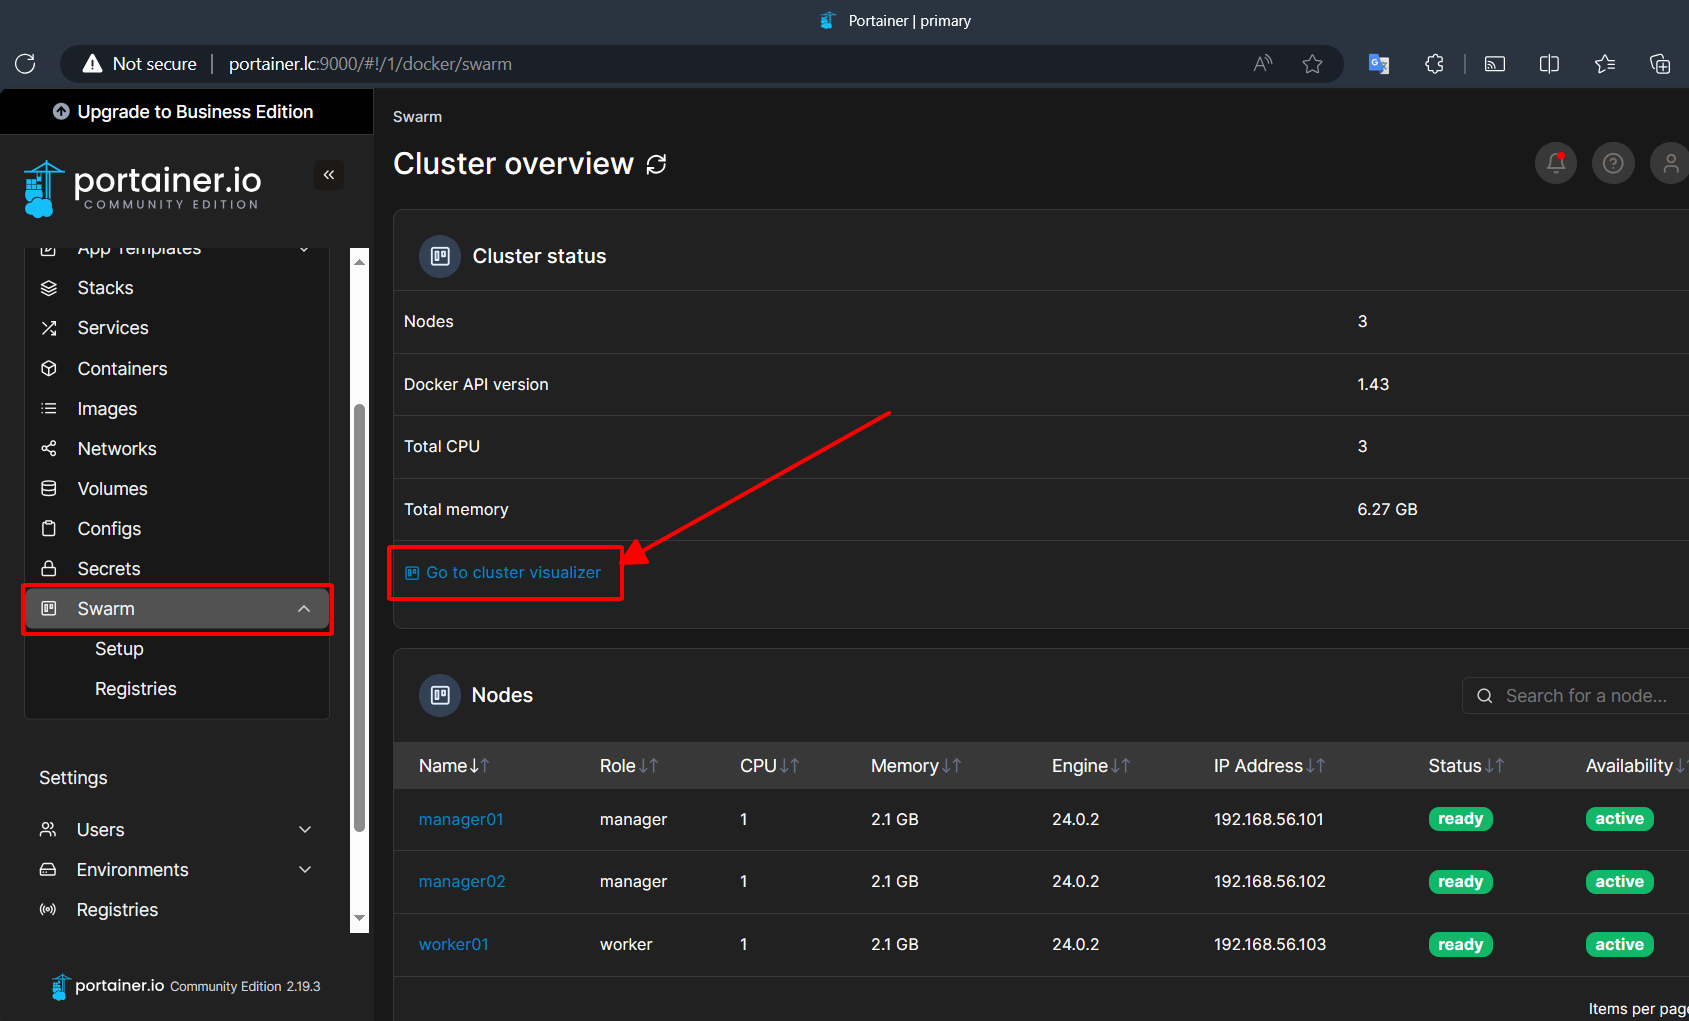 Portainer | primary
Not secure | portainer.lc:9000/#!/1/docker/swarm
Upgrade to Business Edition
portainer.io
COMMUNITY EDITION
App Templates
Stacks
Services
Containers
Images
Networks
Volumes
Configs
Secrets
Swarm
Setup
Registries
Settings
Users
Environments
Registries
portainer.io Community Edition 2.19.3
Swarm
Cluster overview
Cluster status
Nodes 3
Docker API version 1.43
Total CPU 3
Total memory 6.27 GB
Go to cluster visualizer
Nodes
Search for a node...
Name Role CPU Memory Engine IP Address Status Availability
manager01 manager 1 2.1 GB 24.0.2 192.168.56.101 ready active
manager02 manager 1 2.1 GB 24.0.2 192.168.56.102 ready active
worker01 worker 1 2.1 GB 24.0.2 192.168.56.103 ready active
Items per page